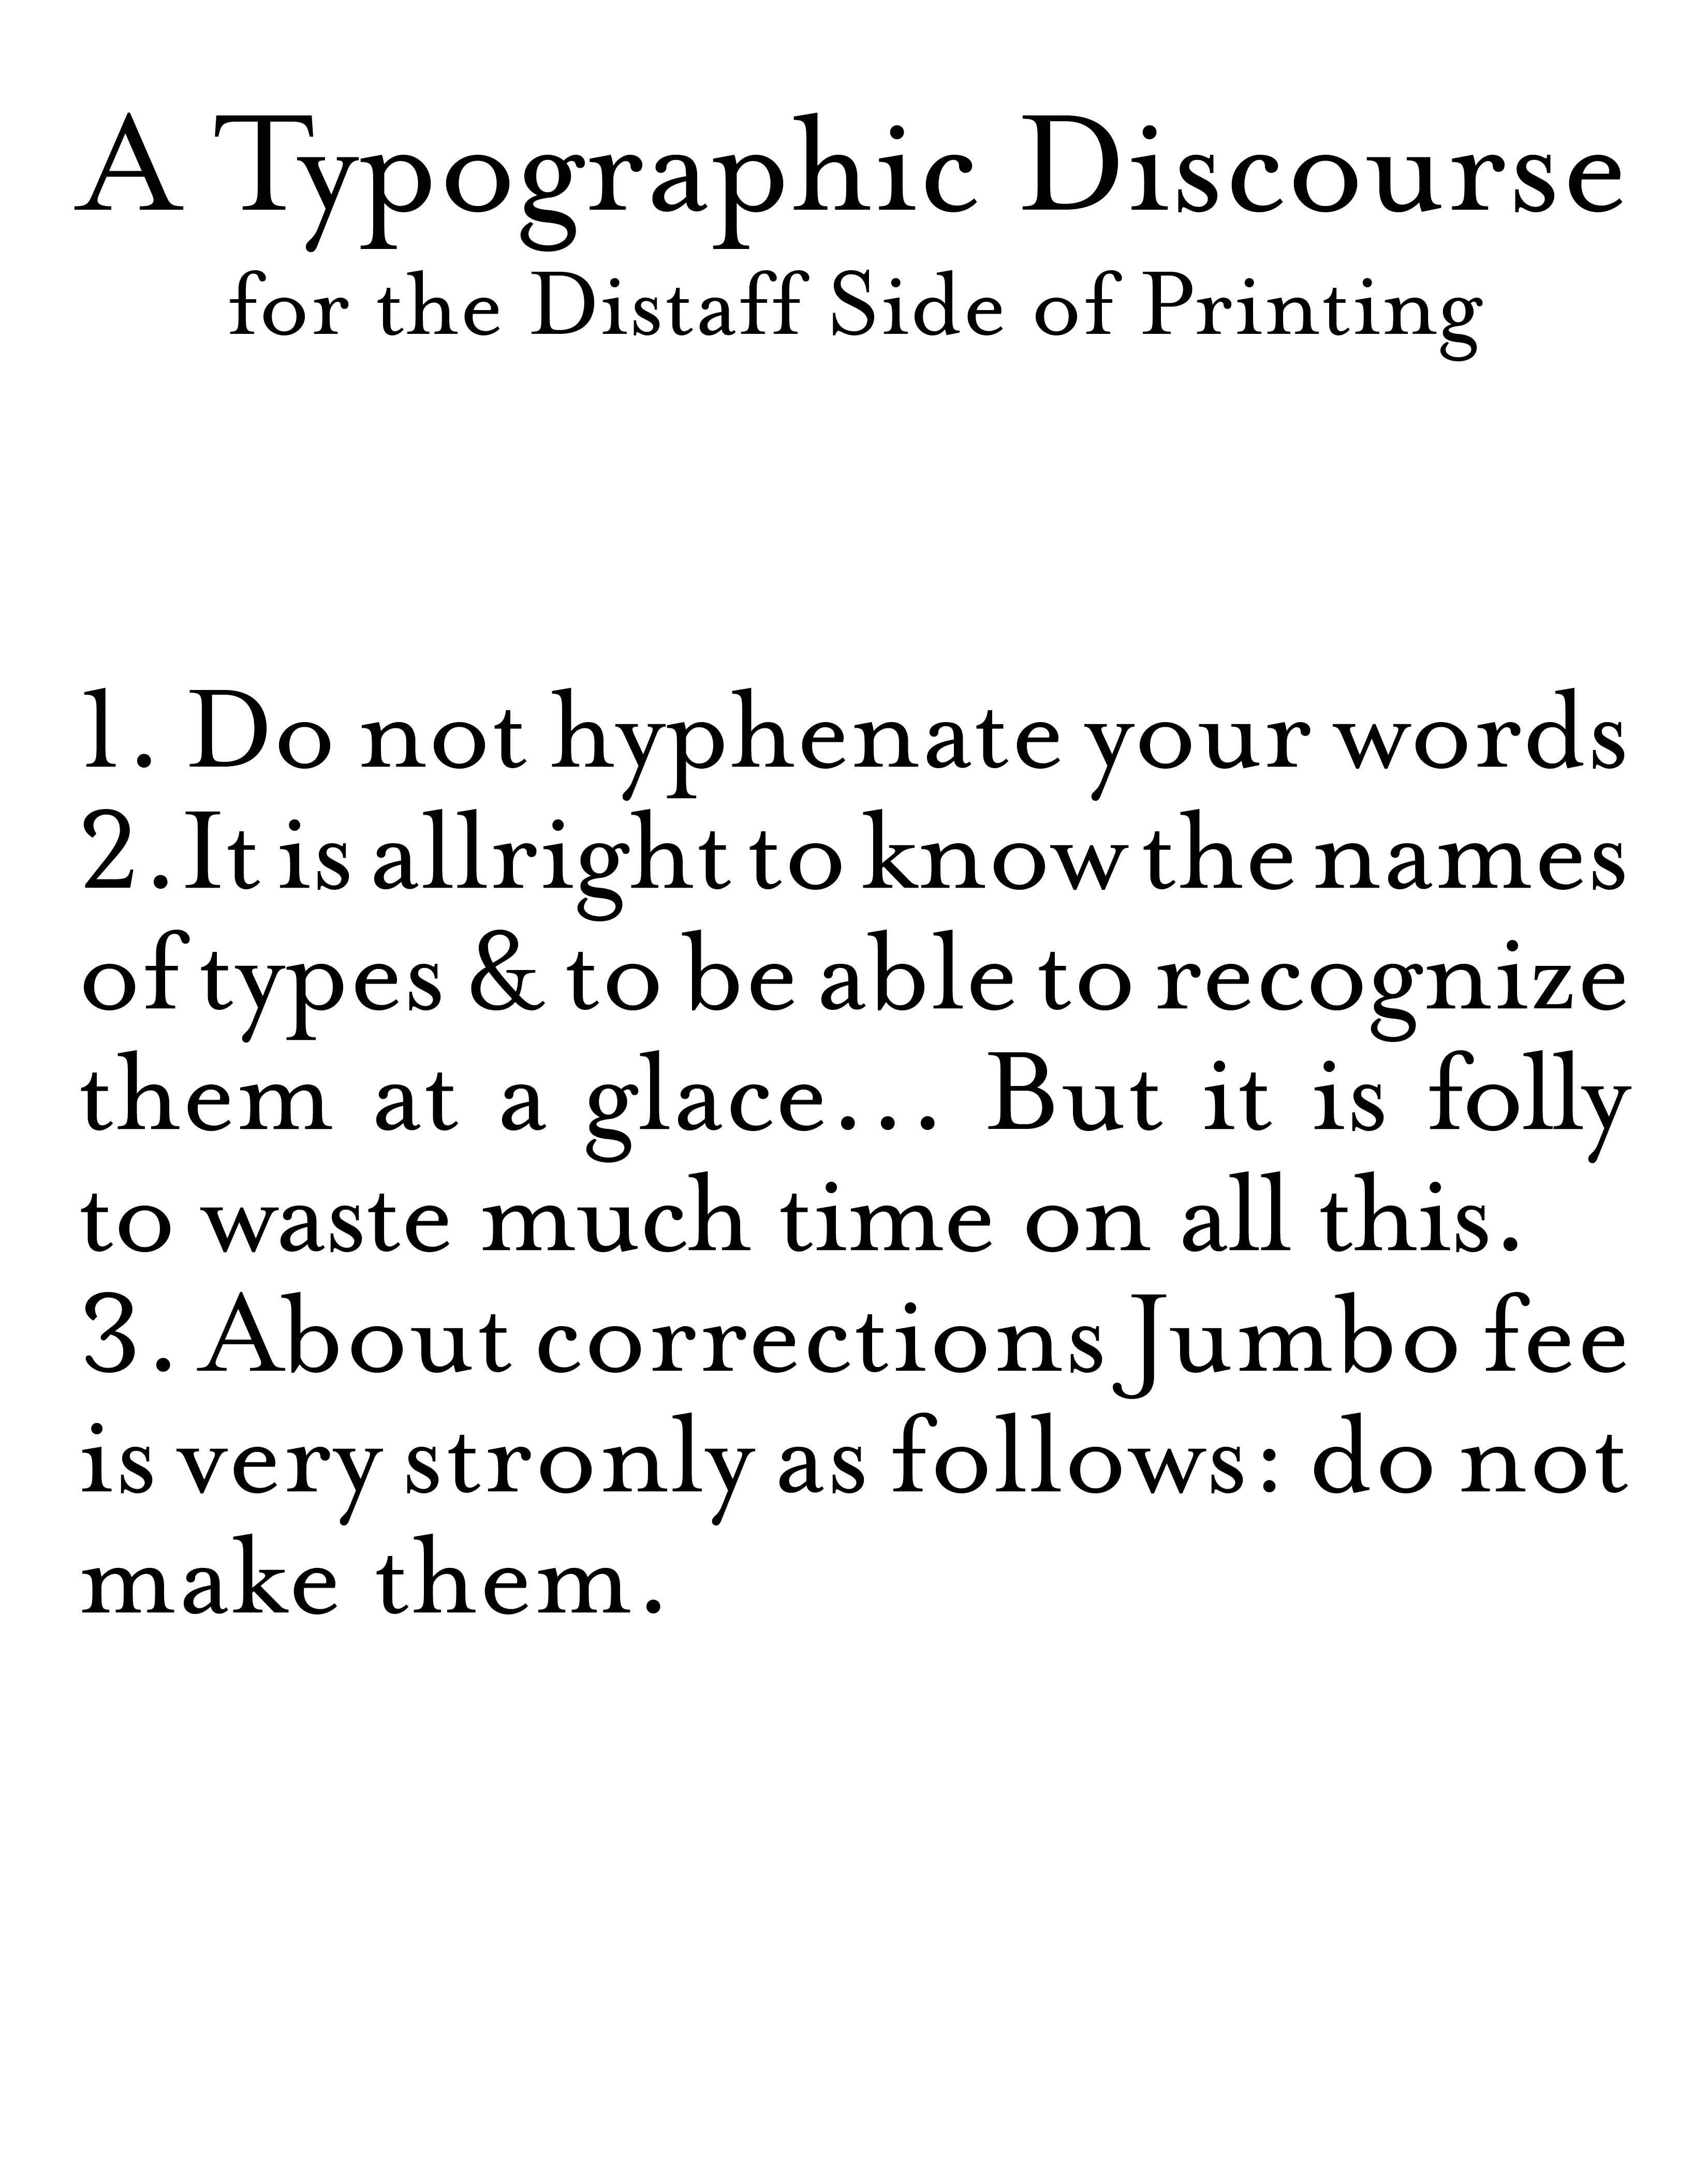 A Typographic Discourse
for the Distaff Side of Printing
1. Do not hyphenate your words
2. It is allright to know the names
of types & to be able to recognize
them at a glace... But it is folly
to waste much time on all this.
3. About corrections Jumbo fee
is very stronly as follows: do not
make them.